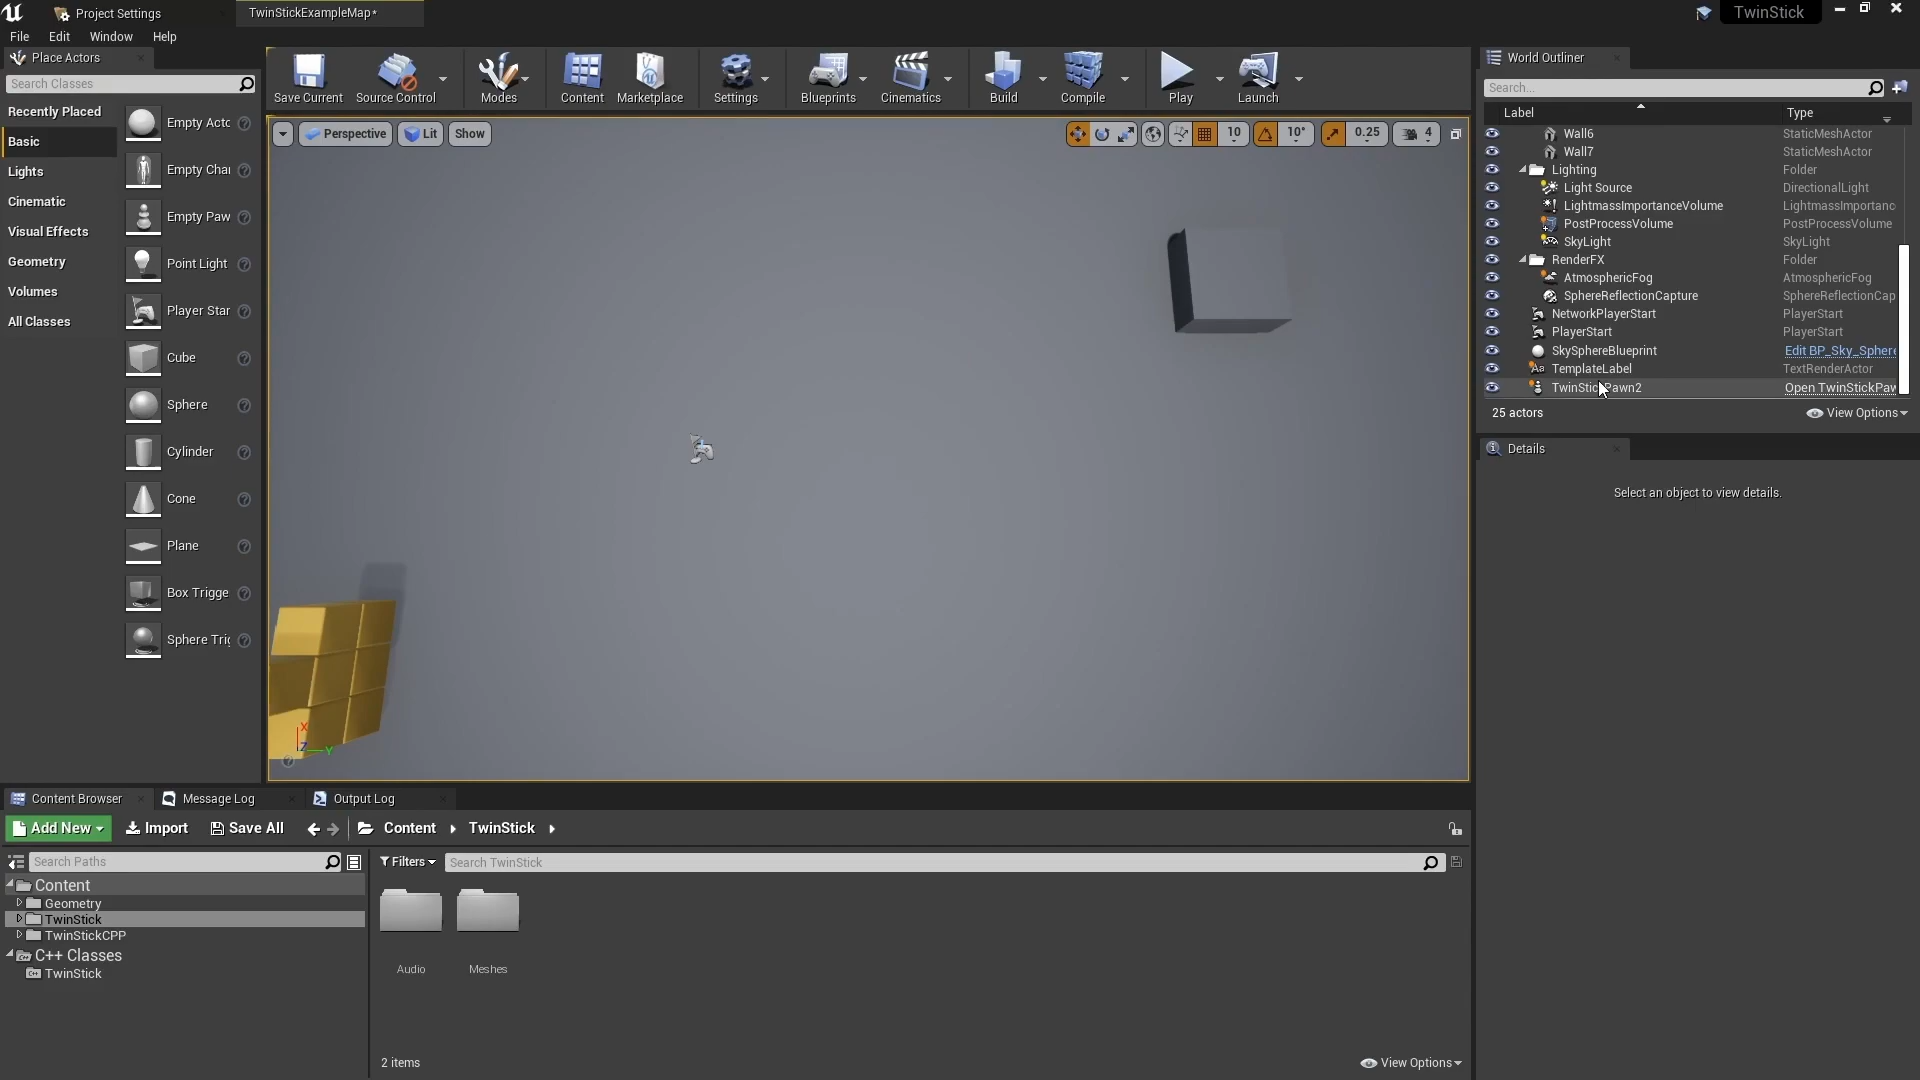 Project Settings
TwinStickExampleMap*
TwinStick
File Edit Window Help
Place Actors
Search Classes
Recently Placed
Basic
Lights
Cinematic
Visual Effects
Geometry
Volumes
All Classes
Empty Actc
Empty Chai
Empty Paw
Point Light
Player Star
Cube
Sphere
Cylinder
Cone
Plane
Box Trigge
Sphere Tri
Save Current
Source Control
Modes
Content
Marketplace
Settings
Blueprints
Cinematics
Build
Compile
Play
Launch
Perspective
Lit
Show
10
10°
0.25
4
X
Z
Y
World Outliner
Search...
Label Type
Wall6 StaticMeshActor
Wall7 StaticMeshActor
Lighting Folder
Light Source DirectionalLight
LightmassImportanceVolume LightmassImportanc
PostProcessVolume PostProcessVolume
SkyLight SkyLight
RenderFX Folder
AtmosphericFog AtmosphericFog
SphereReflectionCapture SphereReflectionCap
NetworkPlayerStart PlayerStart
PlayerStart PlayerStart
SkySphereBlueprint Edit BP_Sky_Sphere
TemplateLabel TextRenderActor
TwinStickPawn2 Open TwinStickPaw
25 actors
View Options
Details
Select an object to view details.
Content Browser
Message Log
Output Log
Add New
Import
Save All
Content
TwinStick
Search Paths
Filters
Search TwinStick
Content
Geometry
TwinStick
TwinStickCPP
C++ Classes
TwinStick
Audio
Meshes
2 items
View Options